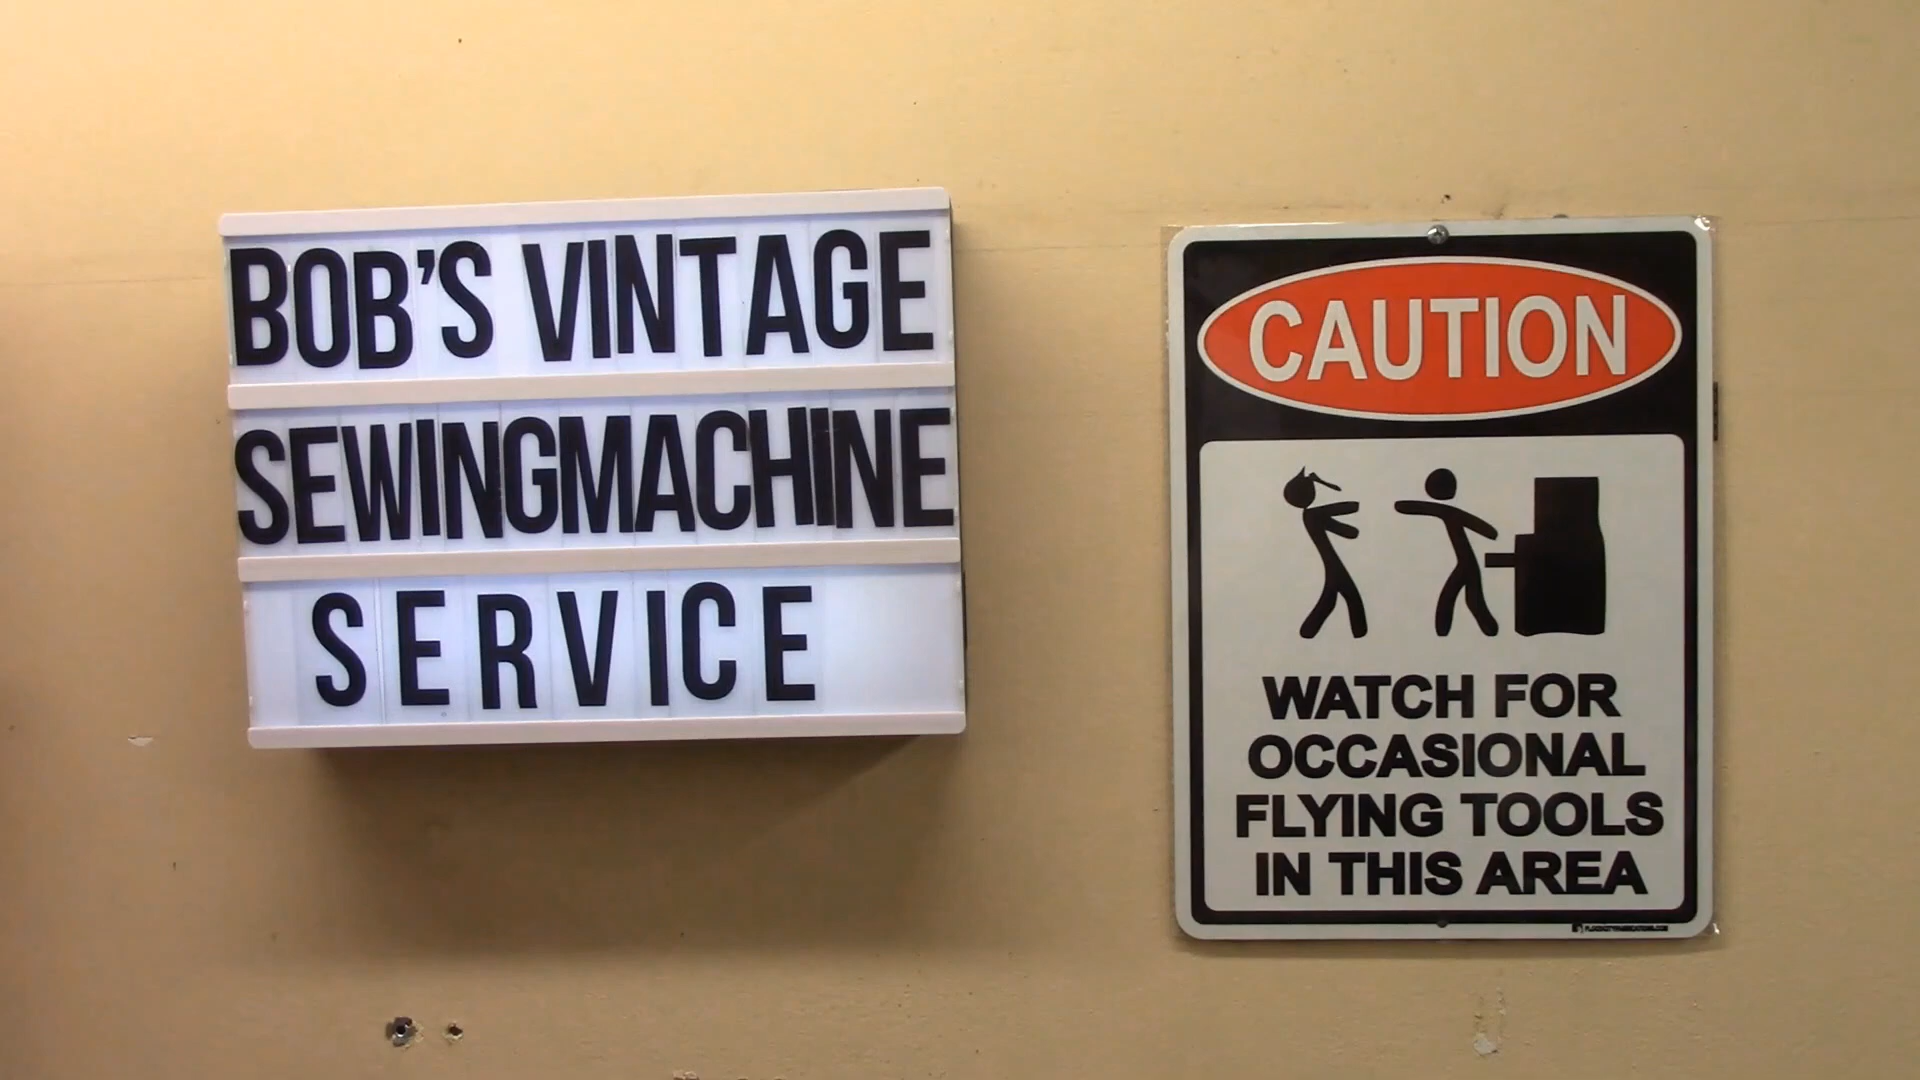 BOB'S VINTAGE
SEWINGMACHINE
SERVICE
CAUTION
WATCH FOR
OCCASIONAL
FLYING TOOLS
IN THIS AREA